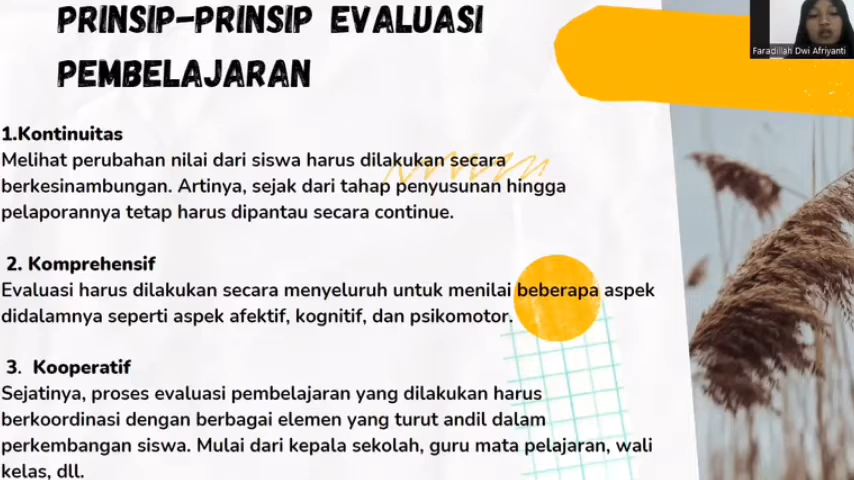 PRINSIP-PRINSIP EVALUASI
PEMBELAJARAN
Faradillah Dwi Afriyanti
1.Kontinuitas
Melihat perubahan nilai dari siswa harus dilakukan secara
berkesinambungan. Artinya, sejak dari tahap penyusunan hingga
pelaporannya tetap harus dipantau secara continue.
2. Komprehensif
Evaluasi harus dilakukan secara menyeluruh untuk menilai beberapa aspek
didalamnya seperti aspek afektif, kognitif, dan psikomotor.
3. Kooperatif
Sejatinya, proses evaluasi pembelajaran yang dilakukan harus
berkoordinasi dengan berbagai elemen yang turut andil dalam
perkembangan siswa. Mulai dari kepala sekolah, guru mata pelajaran, wali
kelas, dll.